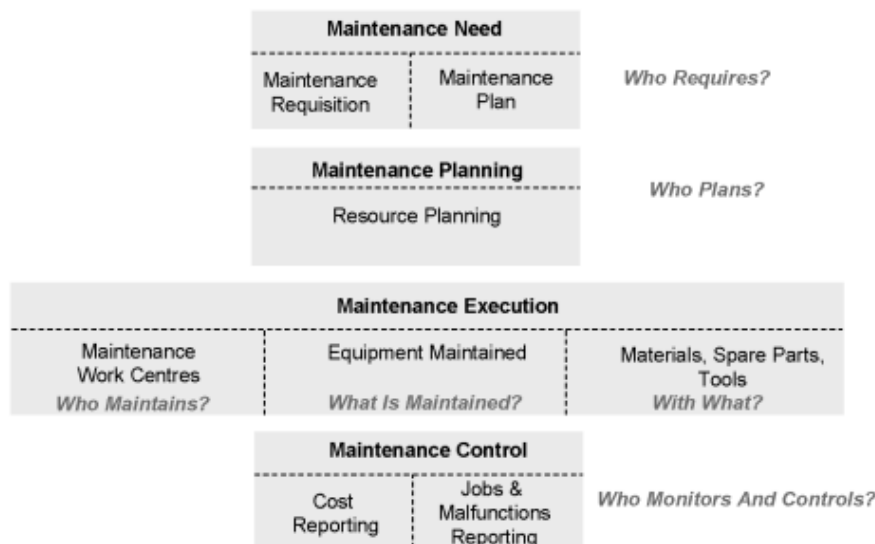 Maintenance Need
Maintenance
Requisition
Maintenance
Plan
Who Requires?
Maintenance Planning
Resource Planning
Who Plans?
Maintenance Execution
Maintenance
Work Centres
Who Maintains?
Equipment Maintained
What Is Maintained?
Materials, Spare Parts,
Tools
With What?
Maintenance Control
Cost
Reporting
Jobs &
Malfunctions
Reporting
Who Monitors And Controls?